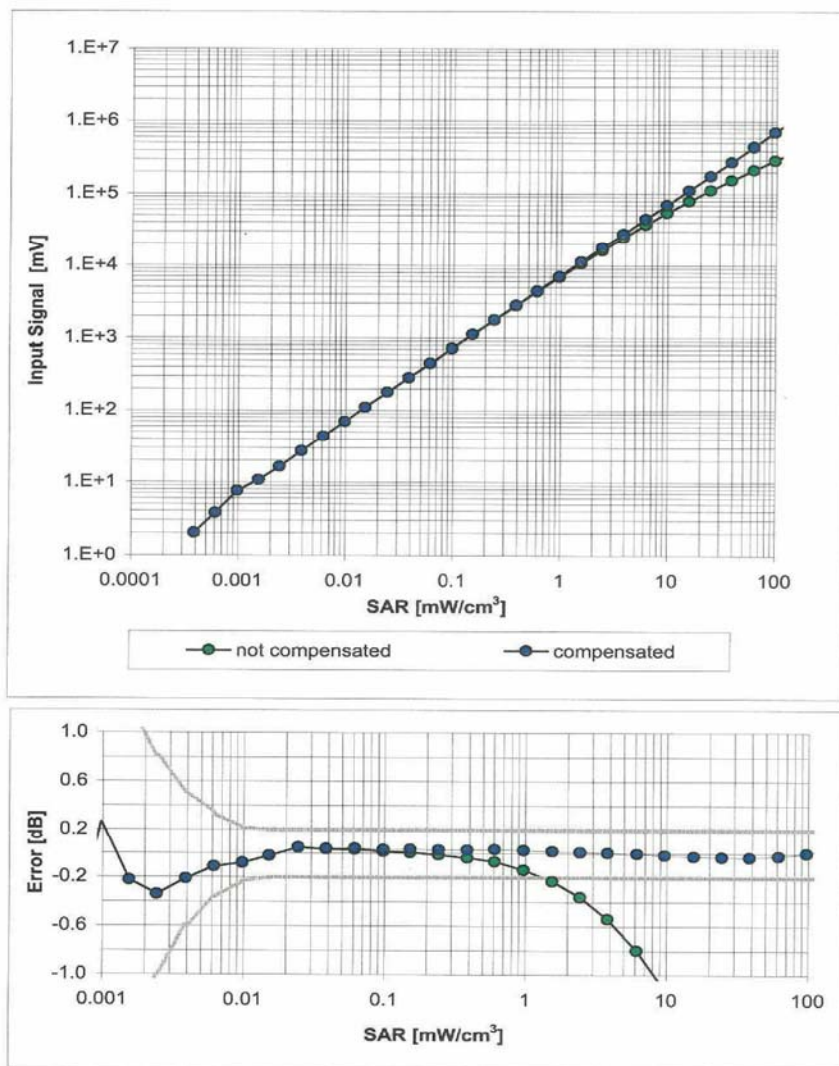 1.E+7
1.E+6
1.E+5
1.E+4
1.E+3
1.E+2
1.E+1
1.E+0
Input Signal [mV]
0.0001 0.001 0.01 0.1 1 10 100
SAR [mW/cm³]
not compensated compensated
1.0
0.6
0.2
-0.2
-0.6
-1.0
Error [dB]
0.001 0.01 0.1 1 10 100
SAR [mW/cm³]